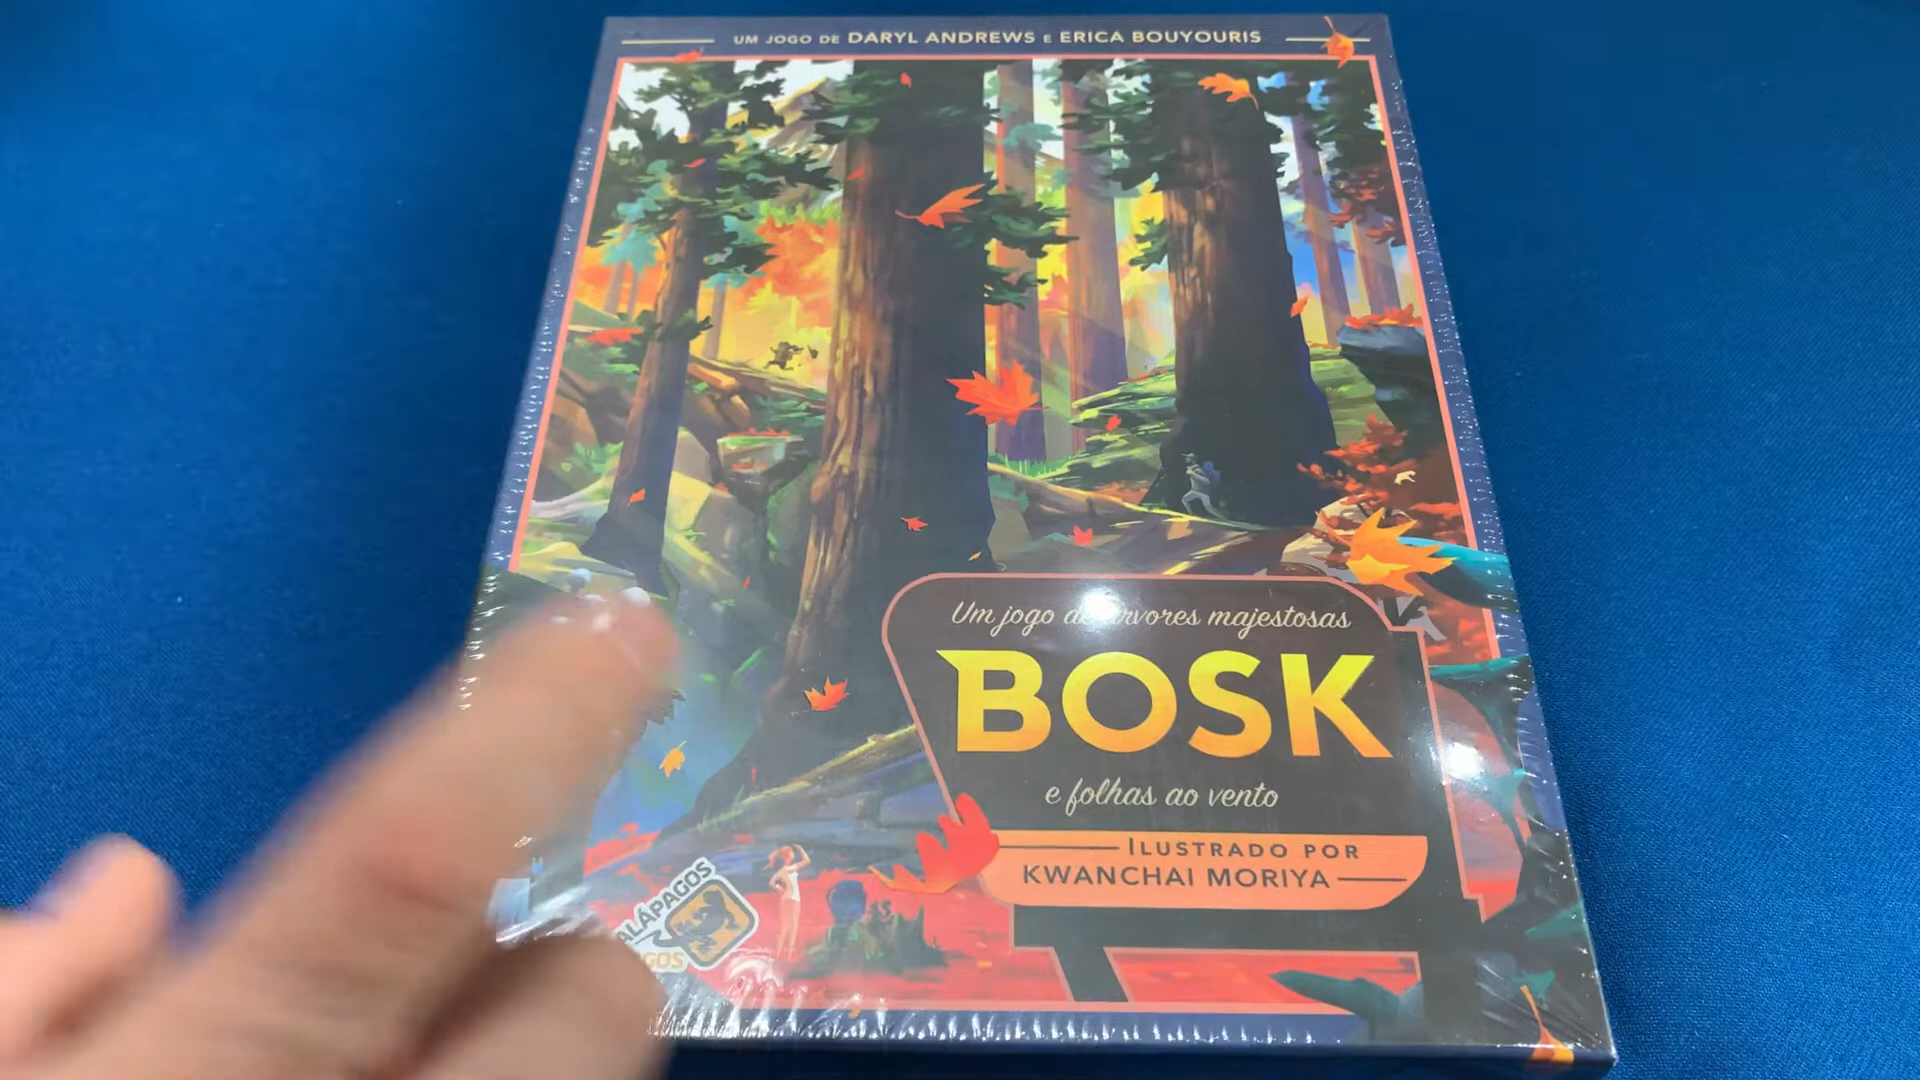 UM JOGO DE DARYL ANDREWS E ERICA BOUYOURIS
Um jogo de árvores majestosas
BOSK
e folhas ao vento
ILUSTRADO POR
KWANCHAI MORIYA